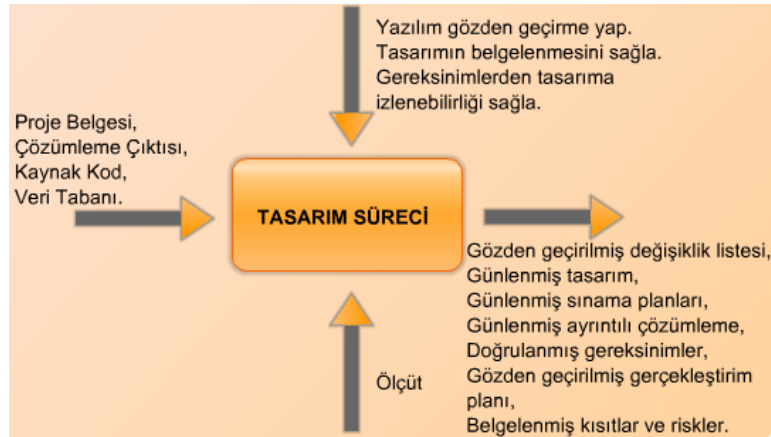 Yazılım gözden geçirme yap.
Tasarımın belgelenmesini sağla.
Gereksinimlerden tasarıma
izlenebilirliği sağla.
Proje Belgesi,
Çözümleme Çıktısı,
Kaynak Kod,
Veri Tabanı.
TASARIM SÜRECİ
Gözden geçirilmiş değişiklik listesi,
Günlenmiş tasarım,
Günlenmiş sınama planları,
Günlenmiş ayrıntılı çözümleme,
Doğrulanmış gereksinimler,
Gözden geçirilmiş gerçekleştirim
planı,
Belgelenmiş kısıtlar ve riskler.
Ölçüt